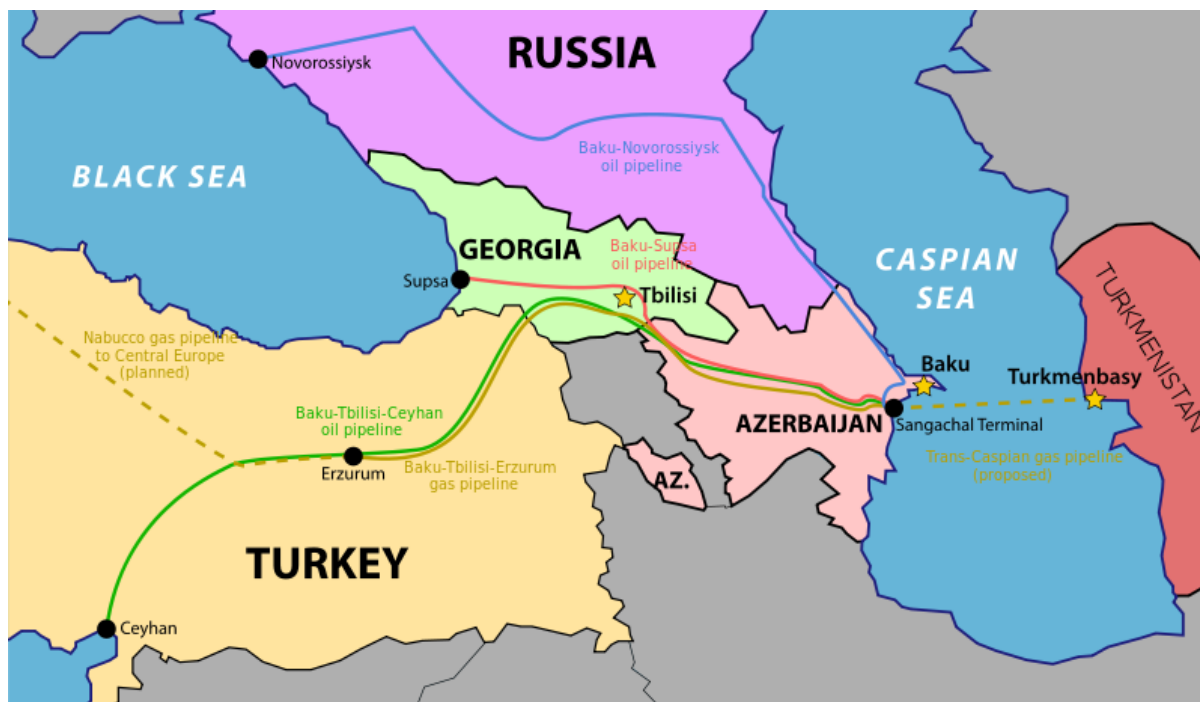 RUSSIA
Novorossiysk
Baku-Novorossiysk
oil pipeline
BLACK SEA
GEORGIA
Baku-Supsa
oil pipeline
CASPIAN
SEA
TURKMENISTAN
Supsa
Tbilisi
Nabucco gas pipeline
to Central Europe
(planned)
Baku
Turkmenbasy
Baku-Tbilisi-Ceyhan
oil pipeline
AZERBAIJAN
Sangachal Terminal
Erzurum
Baku-Tbilisi-Erzurum
gas pipeline
Trans-Caspian gas pipeline
(proposed)
AZ.
TURKEY
Ceyhan